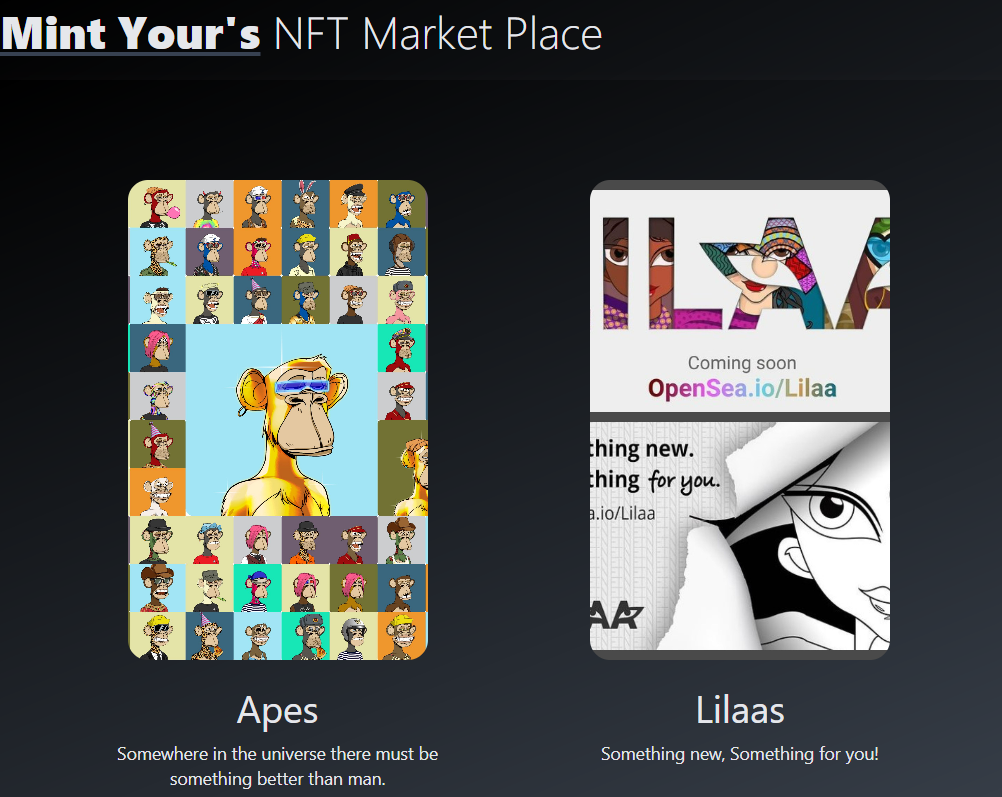 Mint Your's NFT Market Place
LILAA
Coming soon
OpenSea.io/Lilaa
thing new.
thing for you.
a.io/Lilaa
AA
Apes
Lilaas
Somewhere in the universe there must be
something better than man.
Something new, Something for you!